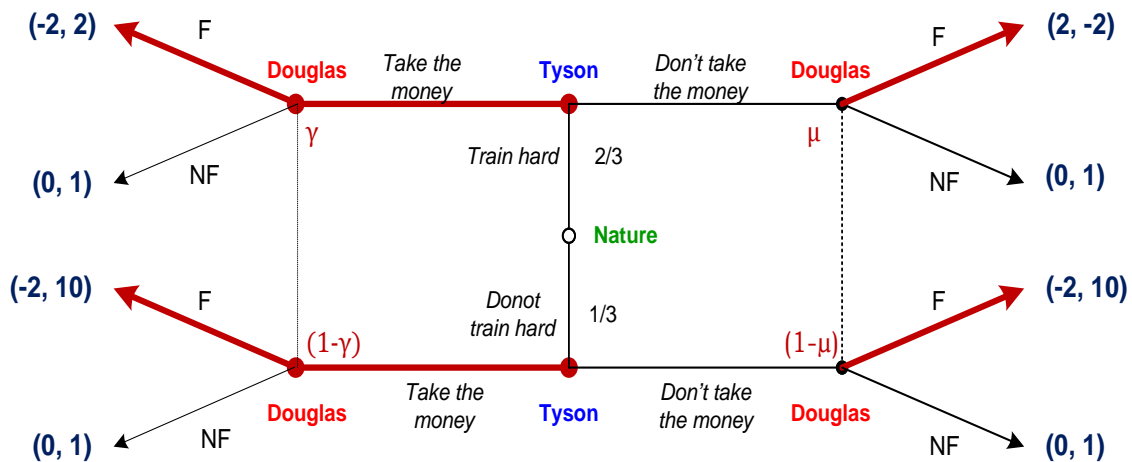 (-2, 2)
F
Take the
money
Don't take
the money
F
(2, -2)
Douglas
Tyson
Douglas
γ
μ
Train hard
2/3
(0, 1)
NF
NF
(0, 1)
Nature
(-2, 10)
F
Donot
train hard
1/3
F
(-2, 10)
(1-γ)
(1-μ)
Take the
money
Don't take
the money
Douglas
Tyson
Douglas
(0, 1)
NF
NF
(0, 1)